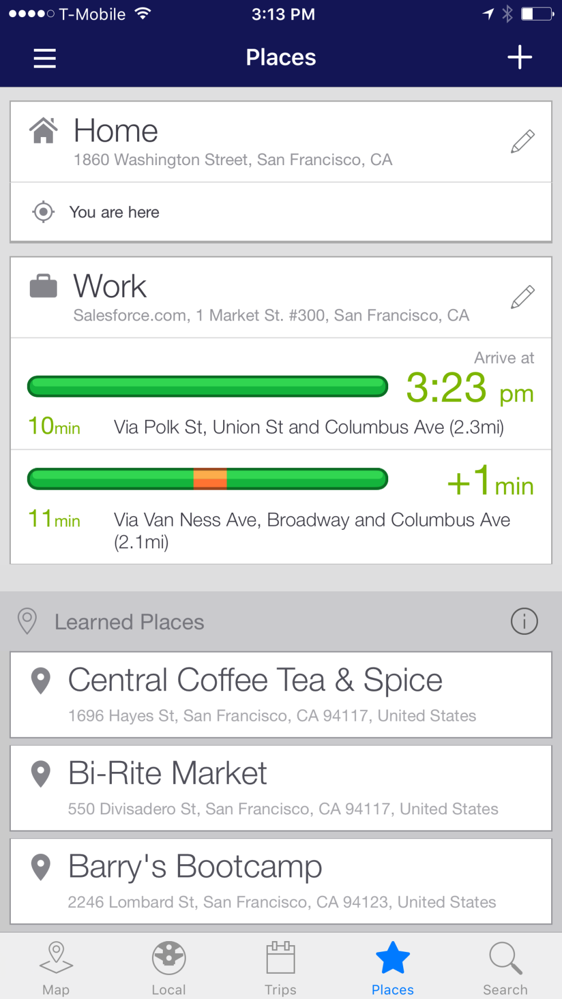 T-Mobile 3:13 PM
Places
Home
1860 Washington Street, San Francisco, CA
You are here
Work
Salesforce.com, 1 Market St. #300, San Francisco, CA
Arrive at
3:23 pm
10min Via Polk St, Union St and Columbus Ave (2.3mi)
+1min
11min Via Van Ness Ave, Broadway and Columbus Ave
(2.1mi)
Learned Places
Central Coffee Tea & Spice
1696 Hayes St, San Francisco, CA 94117, United States
Bi-Rite Market
550 Divisadero St, San Francisco, CA 94117, United States
Barry's Bootcamp
2246 Lombard St, San Francisco, CA 94123, United States
Map Local Trips Places Search